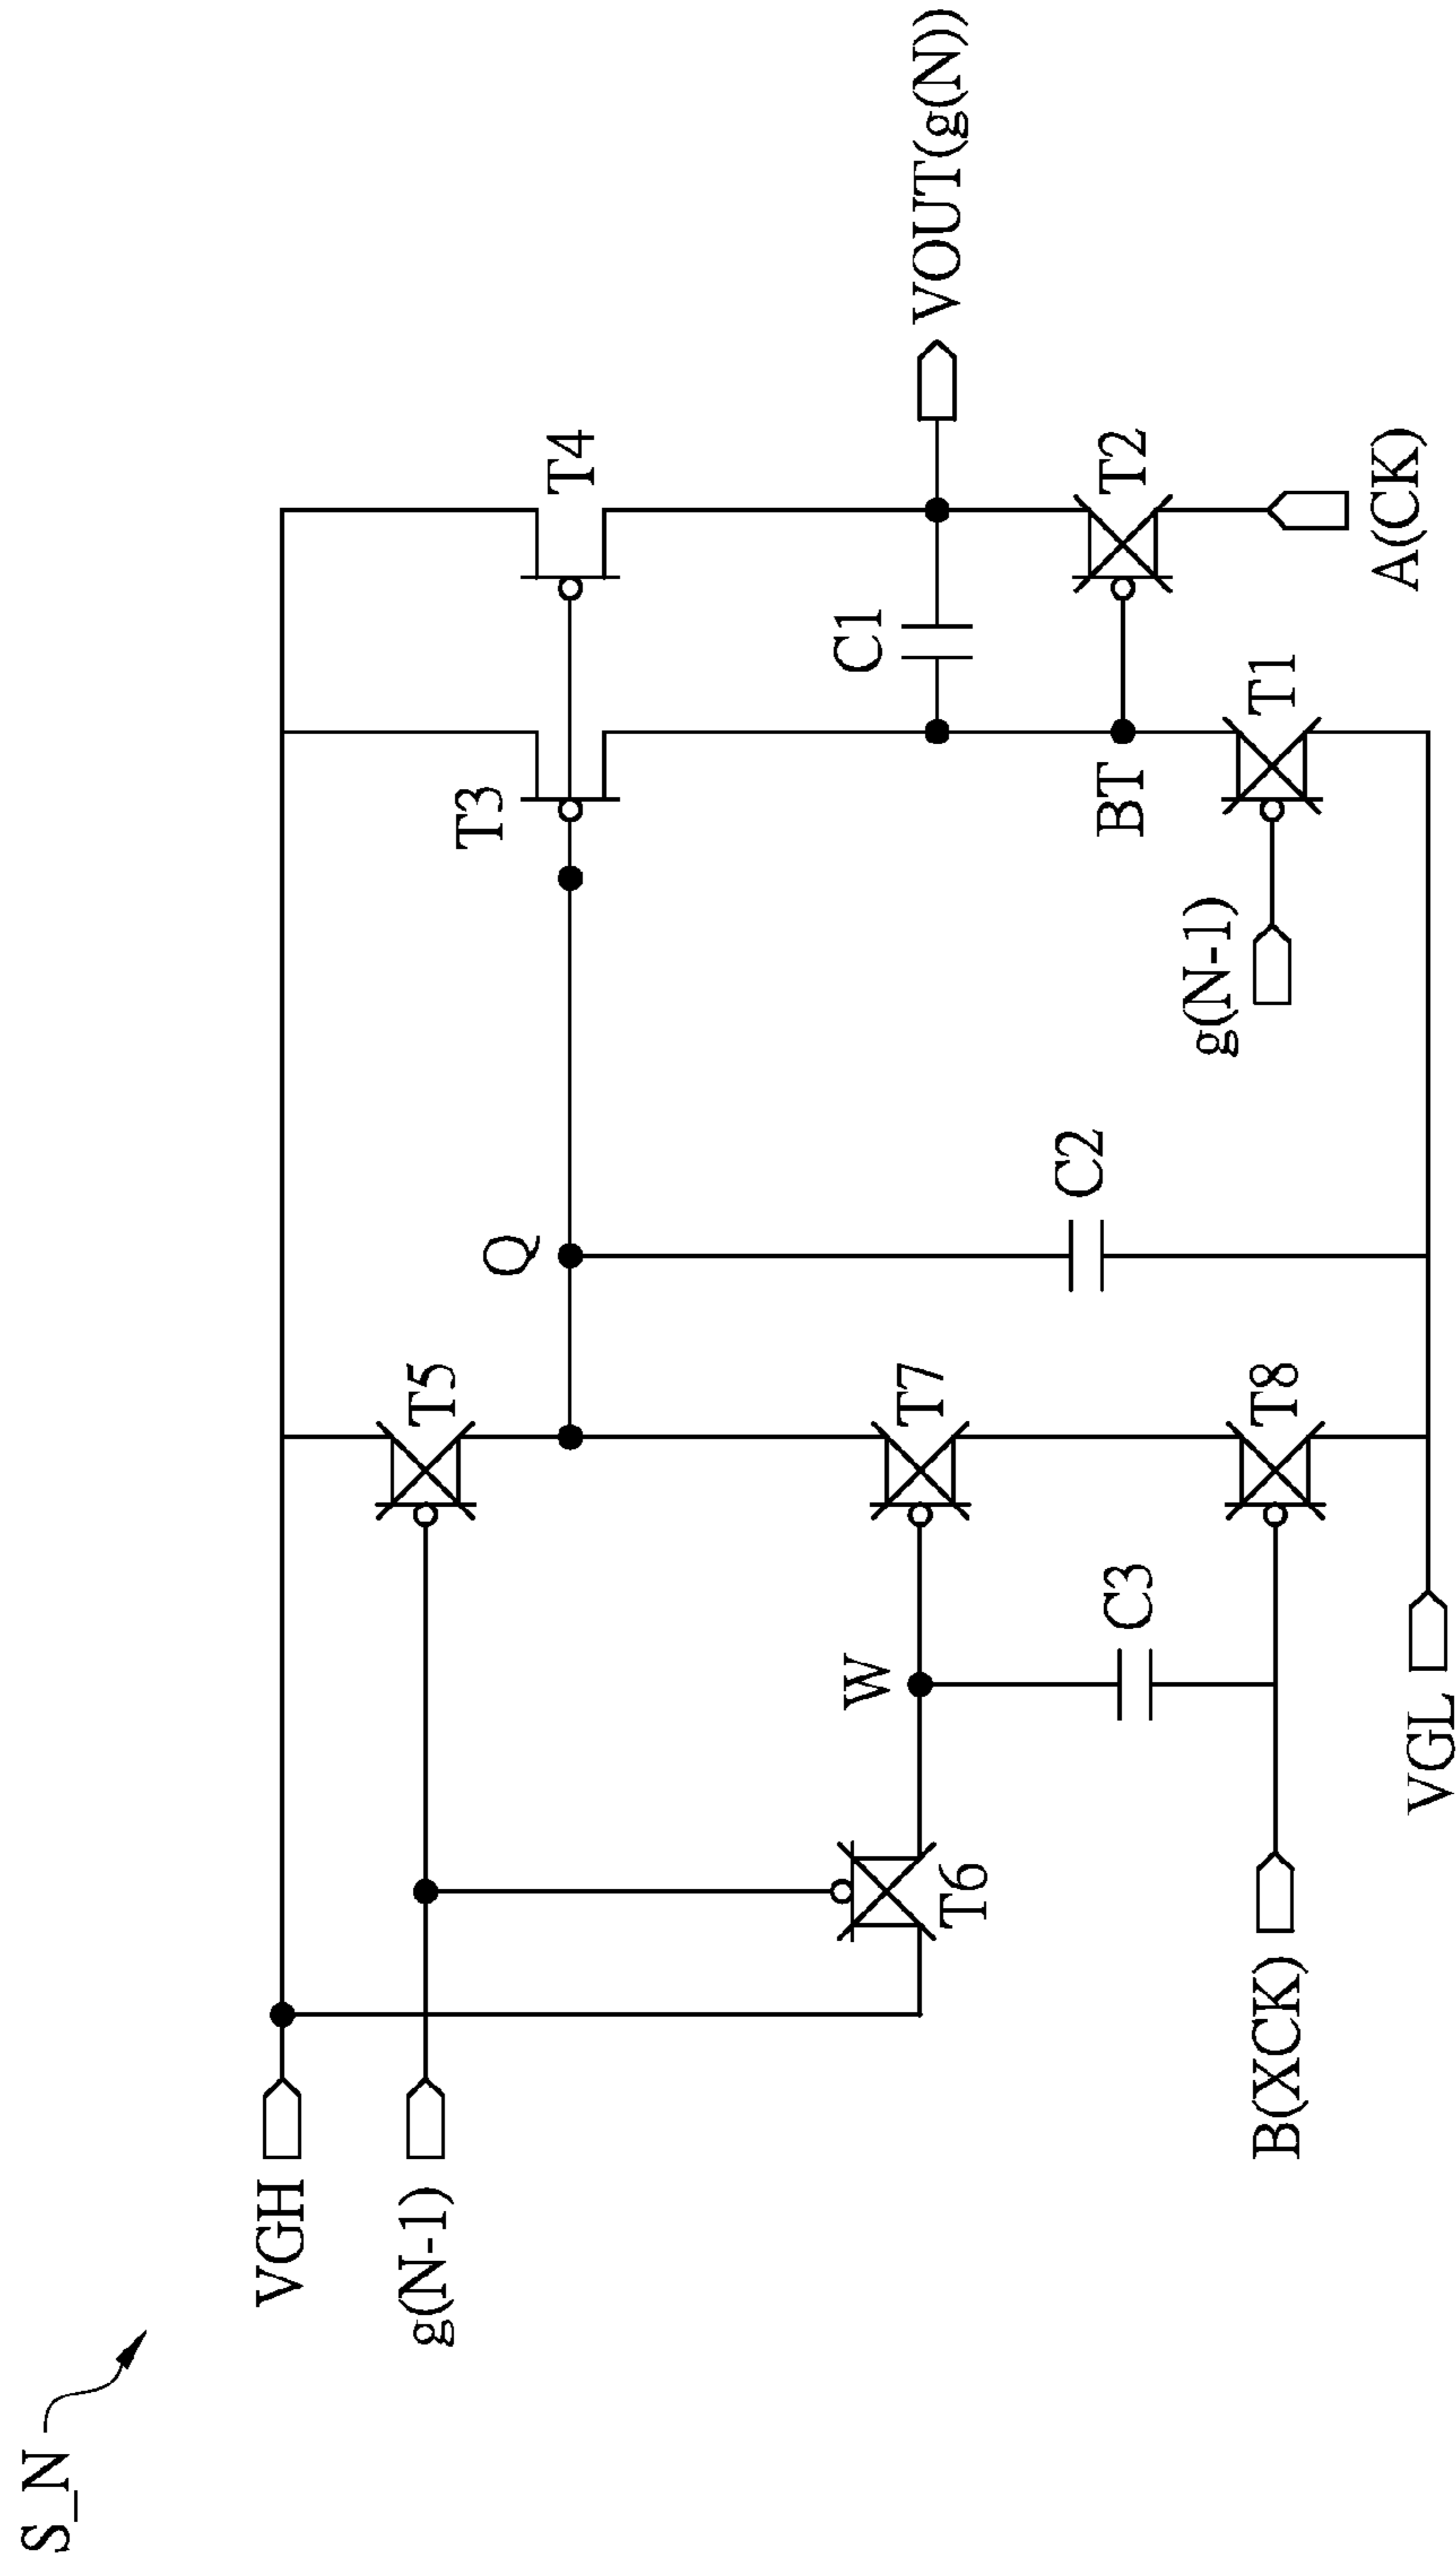 S_N
VGH
g(N-1)
T5
Q
T3
T4
W
T7
C1
VOUT(g(N))
T6
C3
C2
BT
T2
g(N-1)
T8
T1
B(XCK)
A(CK)
VGL